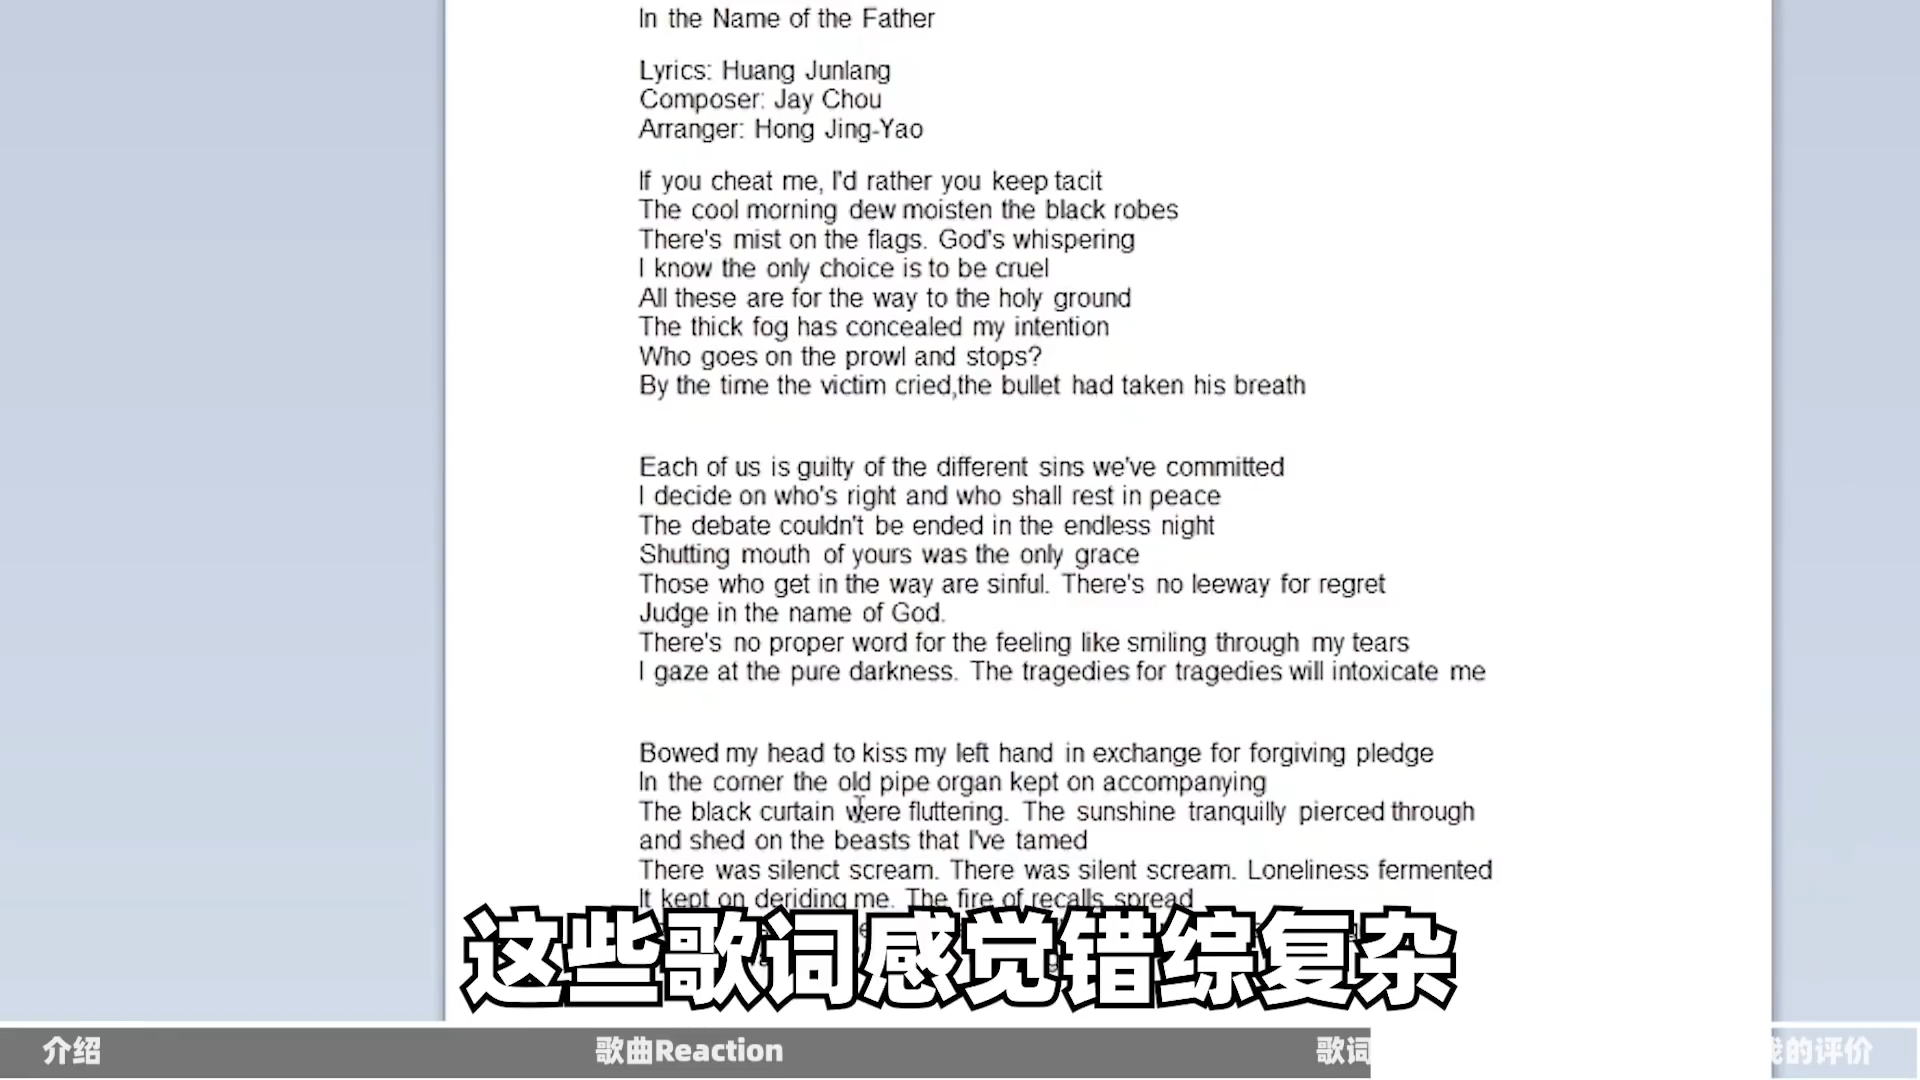 In the Name of the Father
Lyrics: Huang Junlang
Composer: Jay Chou
Arranger: Hong Jing-Yao
If you cheat me, I'd rather you keep tacit
The cool morning dew moisten the black robes
There's mist on the flags. God's whispering
I know the only choice is to be cruel
All these are for the way to the holy ground
The thick fog has concealed my intention
Who goes on the prowl and stops?
By the time the victim cried,the bullet had taken his breath
Each of us is guilty of the different sins we've committed
I decide on who's right and who shall rest in peace
The debate couldn't be ended in the endless night
Shutting mouth of yours was the only grace
Those who get in the way are sinful. There's no leeway for regret
Judge in the name of God.
There's no proper word for the feeling like smiling through my tears
I gaze at the pure darkness. The tragedies for tragedies will intoxicate me
Bowed my head to kiss my left hand in exchange for forgiving pledge
In the corner the old pipe organ kept on accompanying
The black curtain were fluttering. The sunshine tranquilly pierced through
and shed on the beasts that I've tamed
There was silenct scream. There was silent scream. Loneliness fermented
It kept on deriding me. The fire of recalls spread
这些歌词感觉错综复杂
介绍 歌曲Reaction 歌词 我的评价